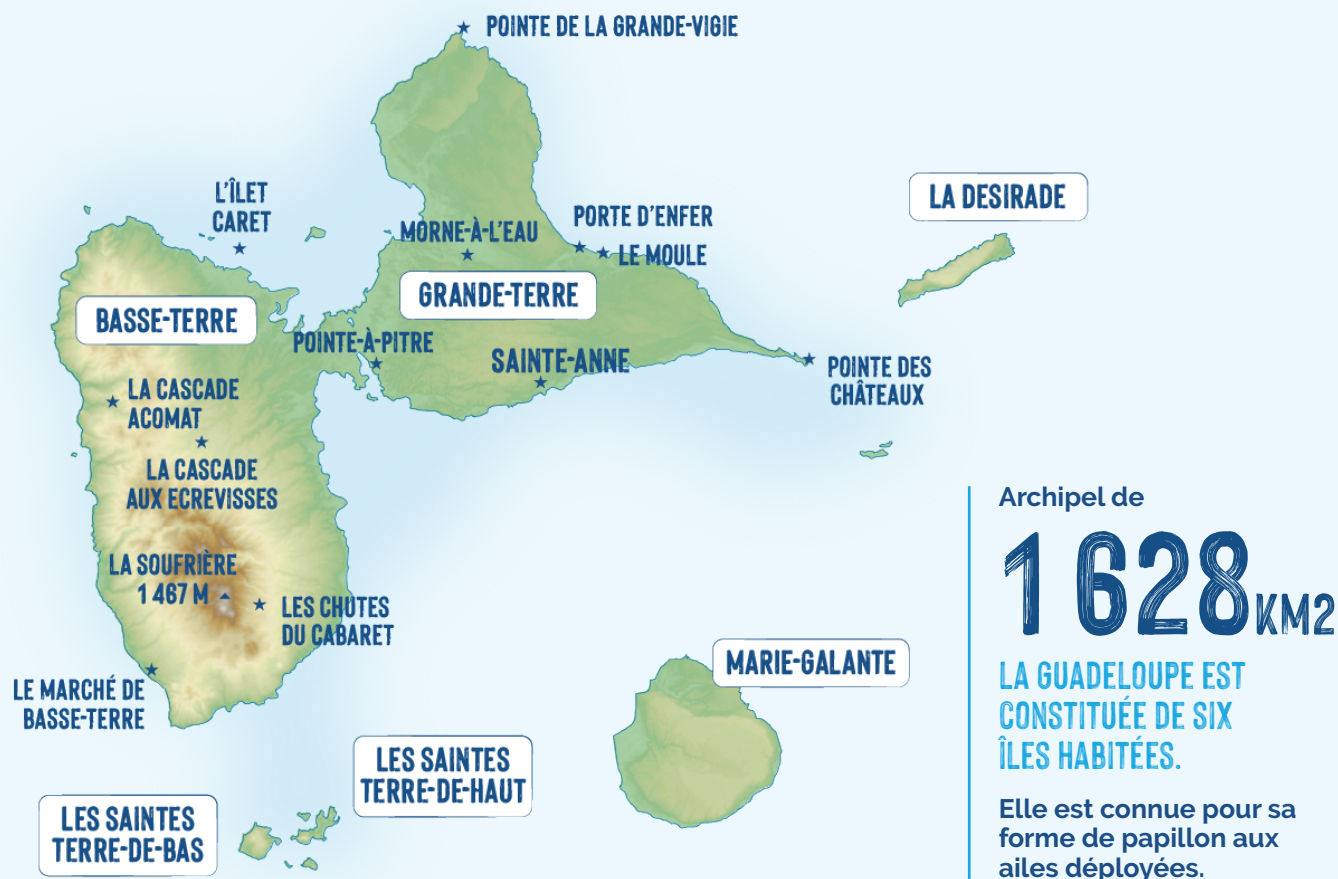 POINTE DE LA GRANDE-VIGIE
L'ÎLET
CARET
MORNE-À-L'EAU
PORTE D'ENFER
LE MOULE
LA DESIRADE
GRANDE-TERRE
BASSE-TERRE
POINTE-À-PITRE
SAINTE-ANNE
POINTE DES
CHÂTEAUX
LA CASCADE
ACOMAT
LA CASCADE
AUX ECREVISSES
LA SOUFRIÈRE
1 467 M
LES CHUTES
DU CABARET
LE MARCHÉ DE
BASSE-TERRE
MARIE-GALANTE
LES SAINTES
TERRE-DE-HAUT
LES SAINTES
TERRE-DE-BAS
Archipel de
1 628 KM2
LA GUADELOUPE EST
CONSTITUÉE DE SIX
ÎLES HABITÉES.
Elle est connue pour sa
forme de papillon aux
ailes déployées.